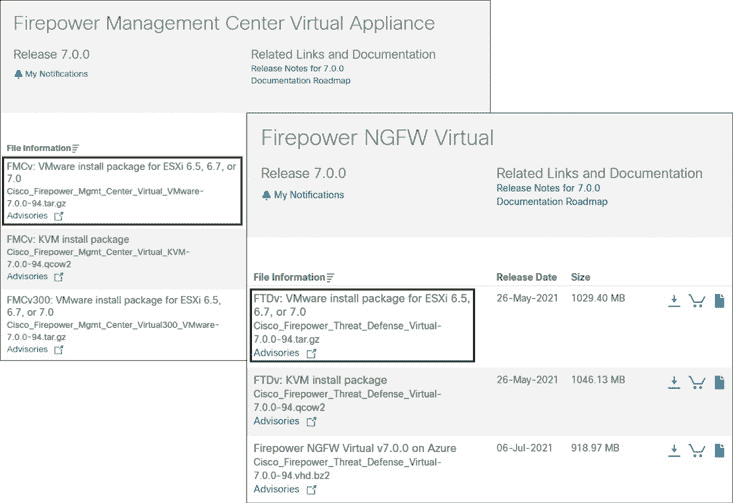 Firepower Management Center Virtual Appliance
Release 7.0.0
My Notifications
Related Links and Documentation
Release Notes for 7.0.0
Documentation Roadmap
File Information
FMCv: VMware install package for ESXi 6.5, 6.7, or
7.0
Cisco_Firepower_Mgmt_Center_Virtual_VMware-
7.0.0-94.tar.gz
Advisories
FMCv: KVM install package
Cisco_Firepower_Mgmt_Center_Virtual_KVM-
7.0.0-94.qcow2
Advisories
FMCv300: VMware install package for ESXi 6.5,
6.7, or 7.0
Cisco_Firepower_Mgmt_Center_Virtual300_VMware-
7.0.0-94.tar.gz
Advisories
Firepower NGFW Virtual
Release 7.0.0
My Notifications
Related Links and Documentation
Release Notes for 7.0.0
Documentation Roadmap
File Information Release Date Size
FTDv: VMware install package for ESXi 6.5, 26-May-2021 1029.40 MB
6.7, or 7.0
Cisco_Firepower_Threat_Defense_Virtual-
7.0.0-94.tar.gz
Advisories
FTDv: KVM install package 26-May-2021 1046.13 MB
Cisco_Firepower_Threat_Defense_Virtual-
7.0.0-94.qcow2
Advisories
Firepower NGFW Virtual v7.0.0 on Azure 06-Jul-2021 918.97 MB
Cisco_Firepower_Threat_Defense_Virtual-
7.0.0-94.vhd.bz2
Advisories